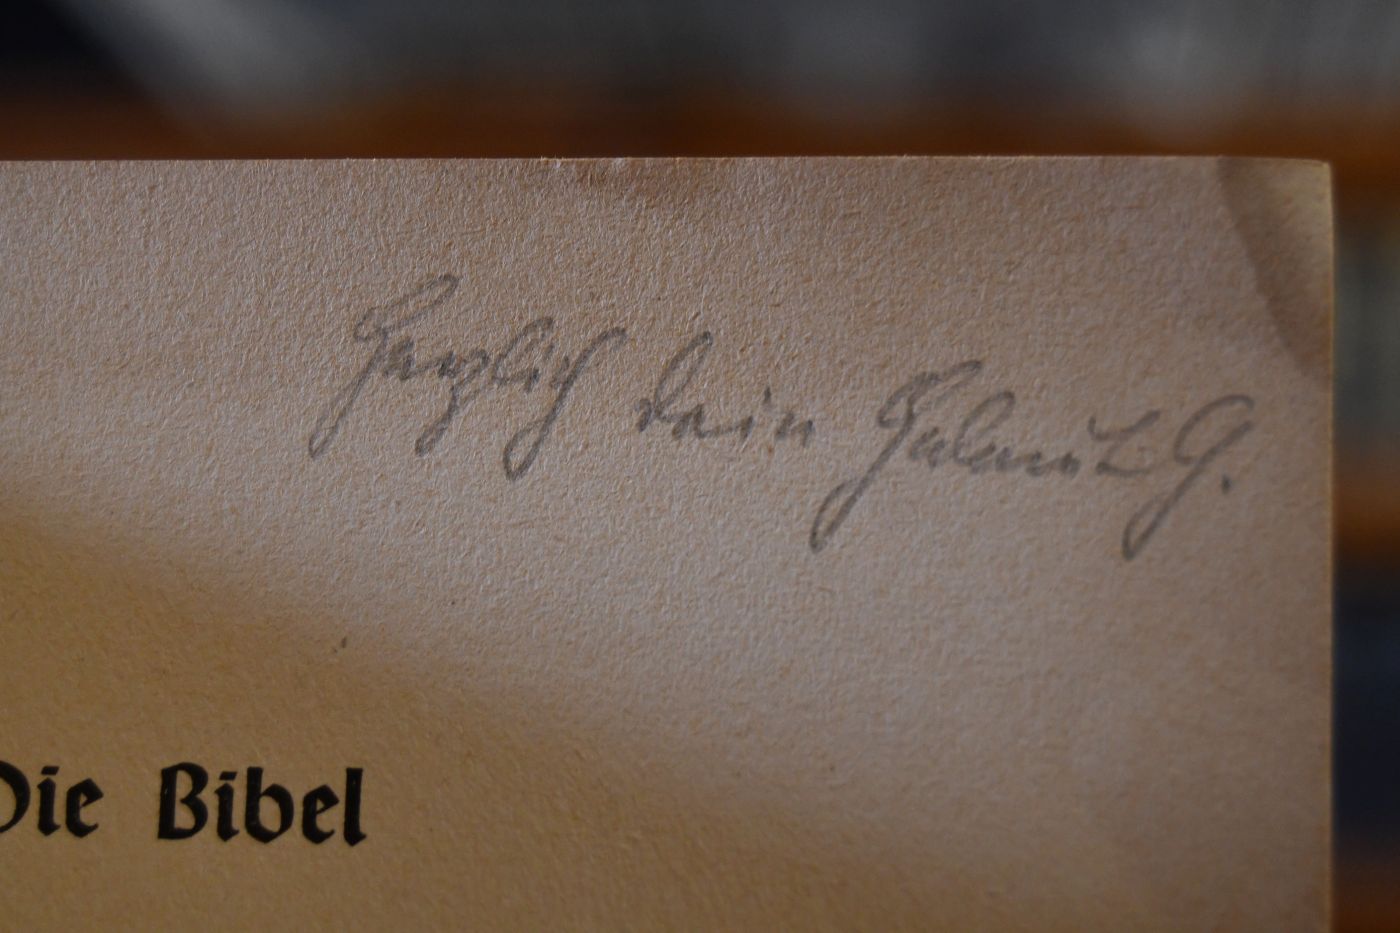 Herzlich Dein Helmut G.
Die Bibel